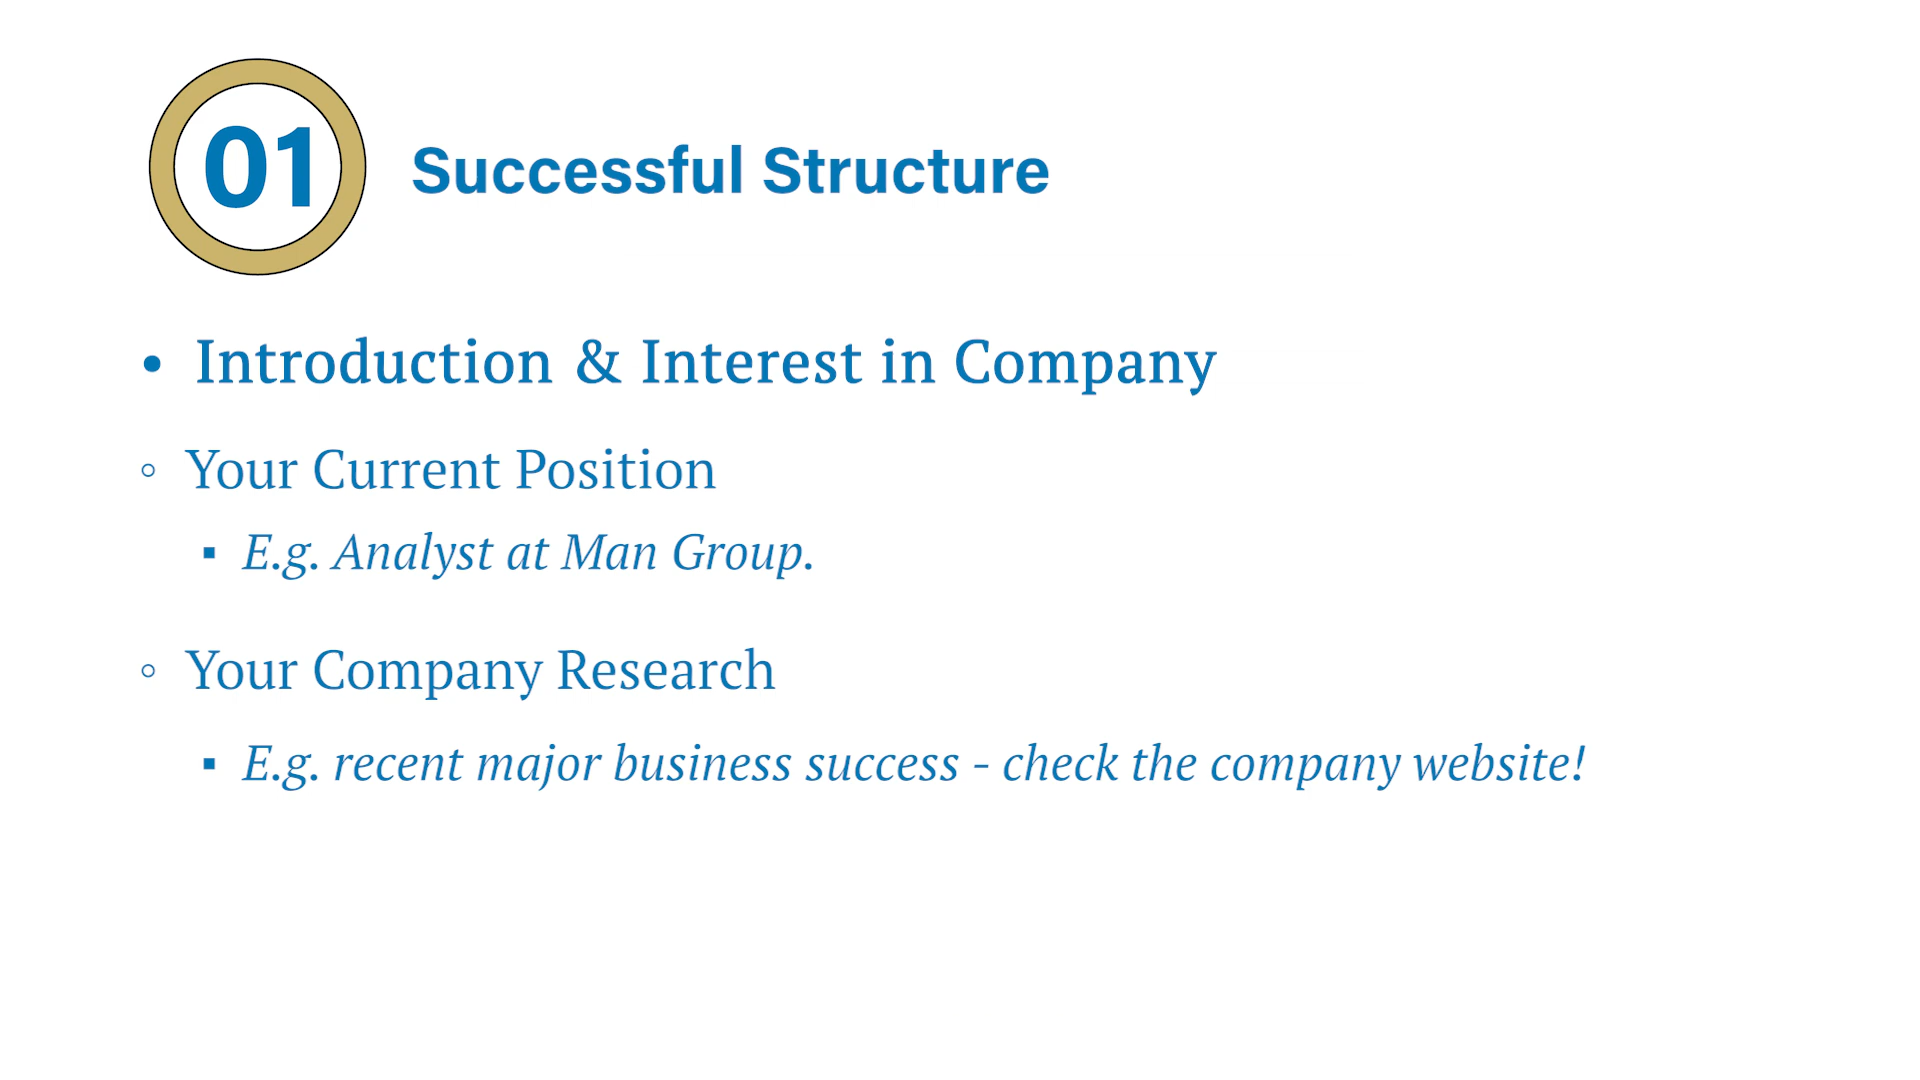 01
Successful Structure
• Introduction & Interest in Company
◦ Your Current Position
▪ E.g. Analyst at Man Group.
◦ Your Company Research
▪ E.g. recent major business success - check the company website!